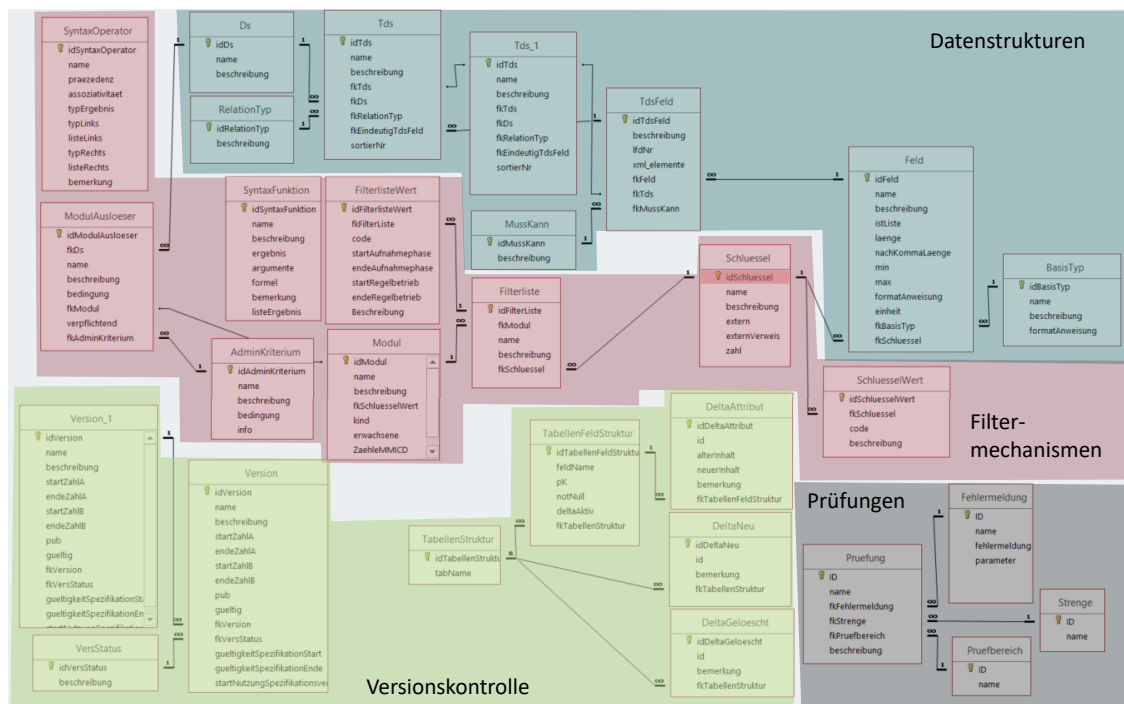 Datenstrukturen
SyntaxOperator
idSyntaxOperator
name
praezedenz
assoziativitaet
typErgebnis
typLinks
listeLinks
typRechts
listeRechts
bemerkung
Ds
idDs
name
beschreibung
RelationTyp
idRelationTyp
beschreibung
Tds
idTds
name
beschreibung
fkTds
fkDs
fkRelationTyp
fkEindeutigTdsFeld
sortierNr
Tds_1
idTds
name
beschreibung
fkTds
fkDs
fkRelationTyp
fkEindeutigTdsFeld
sortierNr
TdsFeld
idTdsFeld
beschreibung
lfdNr
xml_elemente
fkFeld
fkTds
fkMussKann
Feld
idFeld
name
beschreibung
istListe
laenge
nachKommaLaenge
min
max
formatAnweisung
einheit
fkBasisTyp
fkSchluessel
BasisTyp
idBasisTyp
name
beschreibung
formatAnweisung
MussKann
idMussKann
beschreibung
ModulAusloeser
idModulAusloeser
fkDs
name
beschreibung
bedingung
fkModul
verpflichtend
fkAdminKriterium
SyntaxFunktion
idSyntaxFunktion
name
beschreibung
ergebnis
argumente
formel
bemerkung
listeErgebnis
FilterlisteWert
idFilterlisteWert
fkFilterListe
code
startAufnahmephase
endeAufnahmephase
startRegelbetrieb
endeRegelbetrieb
Beschreibung
Filterliste
idFilterListe
fkModul
name
beschreibung
fkSchluessel
Schluessel
idSchluessel
name
beschreibung
extern
externVerweis
zahl
AdminKriterium
idAdminKriterium
name
beschreibung
bedingung
info
Modul
idModul
name
beschreibung
fkSchluesselWert
kind
erwachsene
ZaehleMMICD
SchluesselWert
idSchluesselWert
fkSchluessel
code
beschreibung
Filter-
mechanismen
Version_1
idVersion
name
beschreibung
startZahlA
endeZahlA
startZahlB
endeZahlB
pub
gueltig
fkVersion
fkVersStatus
gueltigkeitSpezifikationSta
gueltigkeitSpezifikationEn
VersStatus
idVersStatus
beschreibung
Version
idVersion
name
beschreibung
startZahlA
endeZahlA
startZahlB
endeZahlB
pub
gueltig
fkVersion
fkVersStatus
gueltigkeitSpezifikationStart
gueltigkeitSpezifikationEnde
startNutzungSpezifikationsver
TabellenStruktur
idTabellenStruktu
tabName
TabellenFeldStruktur
idTabellenFeldStruktu
feldName
pK
notNull
deltaAktiv
fkTabellenStruktur
DeltaAttribut
idDeltaAttribut
id
alterInhalt
neuerInhalt
bemerkung
fkTabellenFeldStruktur
DeltaNeu
idDeltaNeu
id
bemerkung
fkTabellenStruktur
DeltaGeloescht
idDeltaGeloescht
id
bemerkung
fkTabellenStruktur
Versionskontrolle
Prüfungen
Pruefung
ID
name
fkFehlermeldung
fkStrenge
fkPruefbereich
beschreibung
Fehlermeldung
ID
name
fehlermeldung
parameter
Strenge
ID
name
Pruefbereich
ID
name